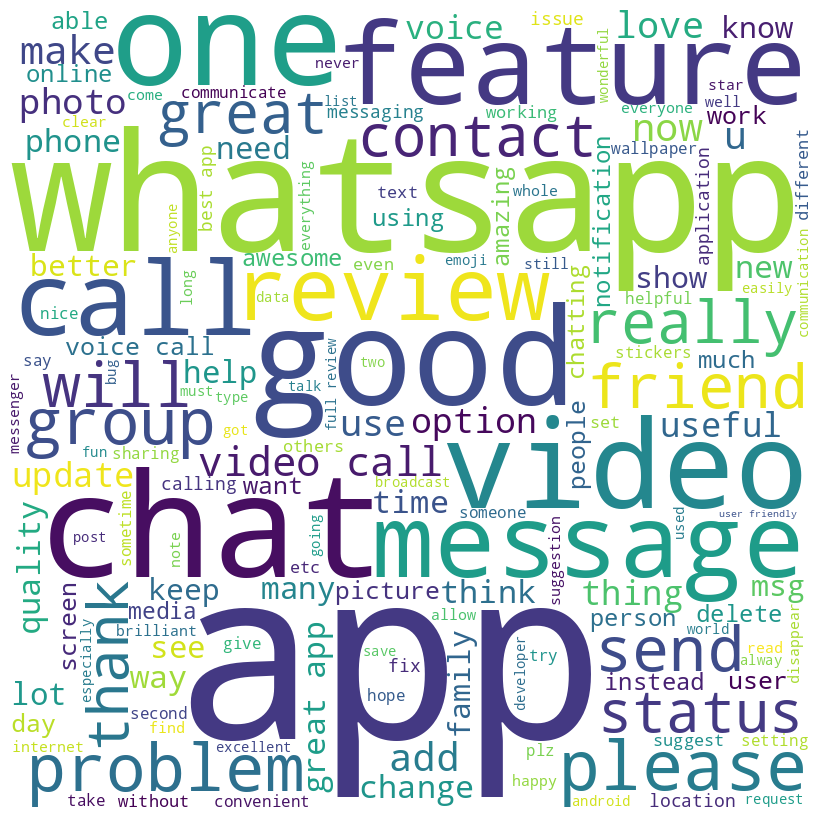 able
one
feature
issue
love
know
make
voice
online
never
wonderful
photo
come
communicate
list
star
well
great
messaging
working
everyone
work
clear
contact
now
u
phone
need
best app
wallpaper
application
different
whatsapp
everything
text
whole
amazing
notification
anyone
using
better
awesome
even
emoji
still
show
new
call
long
data
review
chatting
helpful
easily
communication
nice
good
really
voice call
two
stickers
say
bug
will
help
talk
full review
friend
much
messenger
must
type
group
got
use
option
people
set
useful
fun
sharing
others
video
update
video call
calling
want
broadcast
time
someone
used
user friendly
sometime
chat
message
quality
post
note
etc
going
suggestion
screen
thank
keep
many
picture
think
thing
msg
media
especially
brilliant
app
give
save
allow
person
delete
disappear
see
great app
fix
family
developer
try
send
world
read
alway
way
lot
hope
instead
user
day
second
find
status
internet
problem
excellent
add
plz
please
suggest
setting
change
happy
take
without
convenient
android
location
request